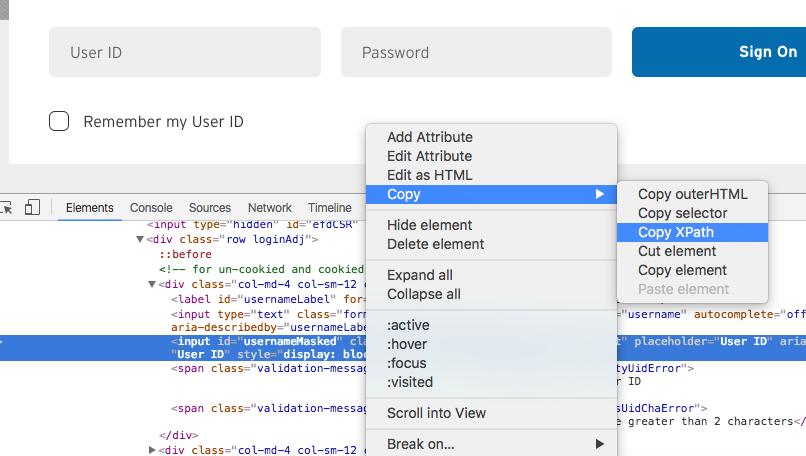 User ID
Password
Sign On
Remember my User ID
Add Attribute
Edit Attribute
Edit as HTML
Copy
Hide element
Delete element
Expand all
Collapse all
:active
:hover
:focus
:visited
Scroll into View
Break on...
Copy outerHTML
Copy selector
Copy XPath
Cut element
Copy element
Paste element
Elements
Console
Sources
Network
Timeline
<input type="hidden" id="efdCSR"
<div class="row loginAdj">
::before
<!-- for un-cookied and cookied
<div class="col-md-4 col-sm-12
<label id="usernameLabel" for=
<input type="text" class="form
="username" autocomplete="off
aria-describedby="usernameLabe
<input id="usernameMasked"
placeholder="User ID" aria
"User ID" style="display: bloc
<span class="validation-messag
tyUidError">
r ID
<span class="validation-messag
sUidChaError">
e greater than 2 characters</
</div>
<div class="col-md-4 col-sm-12